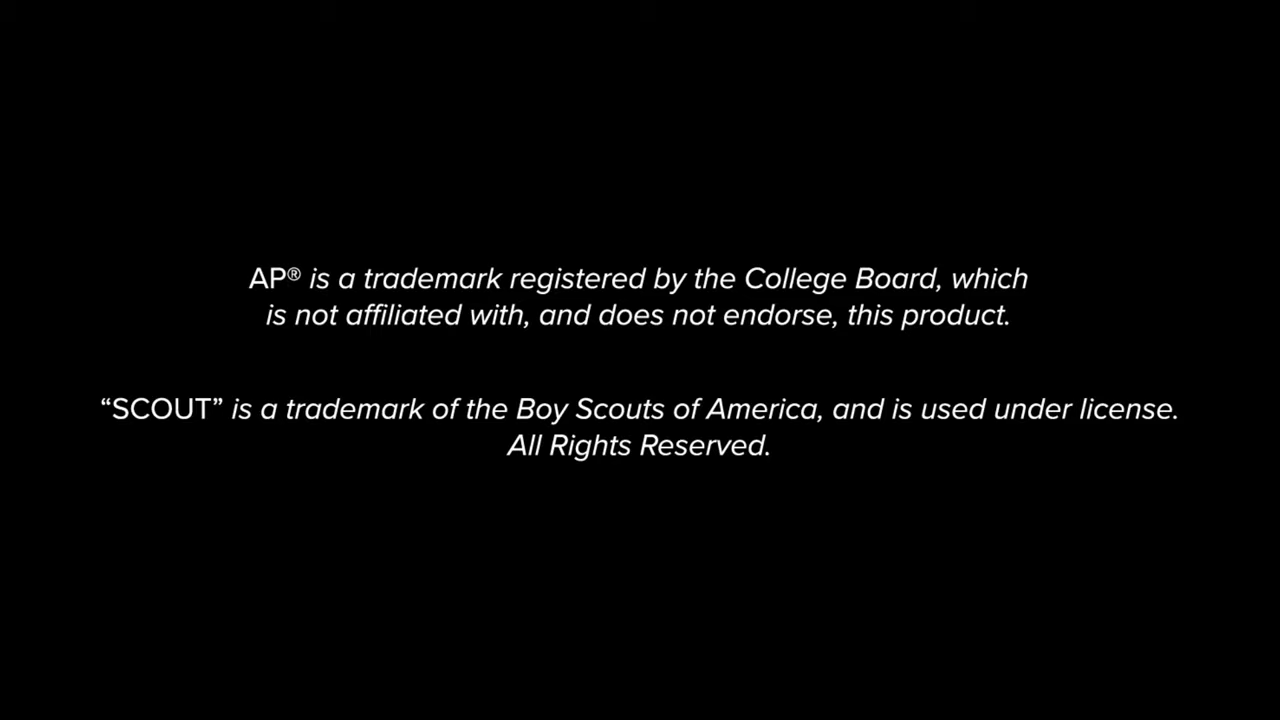 AP® is a trademark registered by the College Board, which
is not affiliated with, and does not endorse, this product.
“SCOUT” is a trademark of the Boy Scouts of America, and is used under license.
All Rights Reserved.